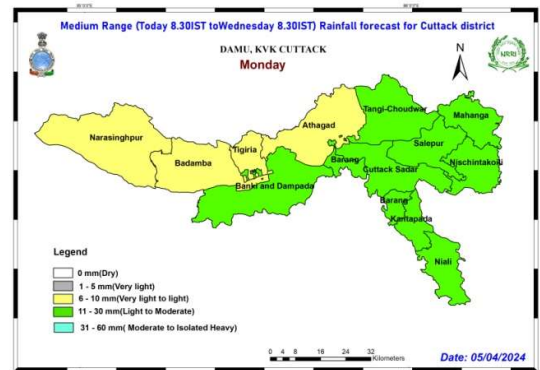 Medium Range (Today 8.30IST toWednesday 8.30IST) Rainfall forecast for Cuttack district
DAMU, KVK CUTTACK
Monday
N
NRRI
Tangi-Choudwar
Mahanga
Athagad
Narasinghpur
Salepur
Tigiria
Badamba
Barang
Nischintakoili
Cuttack Sadar
Banki and Dampada
Barang
Kantapada
Niali
Legend
0 mm(Dry)
1 - 5 mm(Very light)
6 - 10 mm(Very light to light)
11 - 30 mm(Light to Moderate)
31 - 60 mm( Moderate to Isolated Heavy)
0 4 8 16 24 32
Kilometers
Date: 05/04/2024